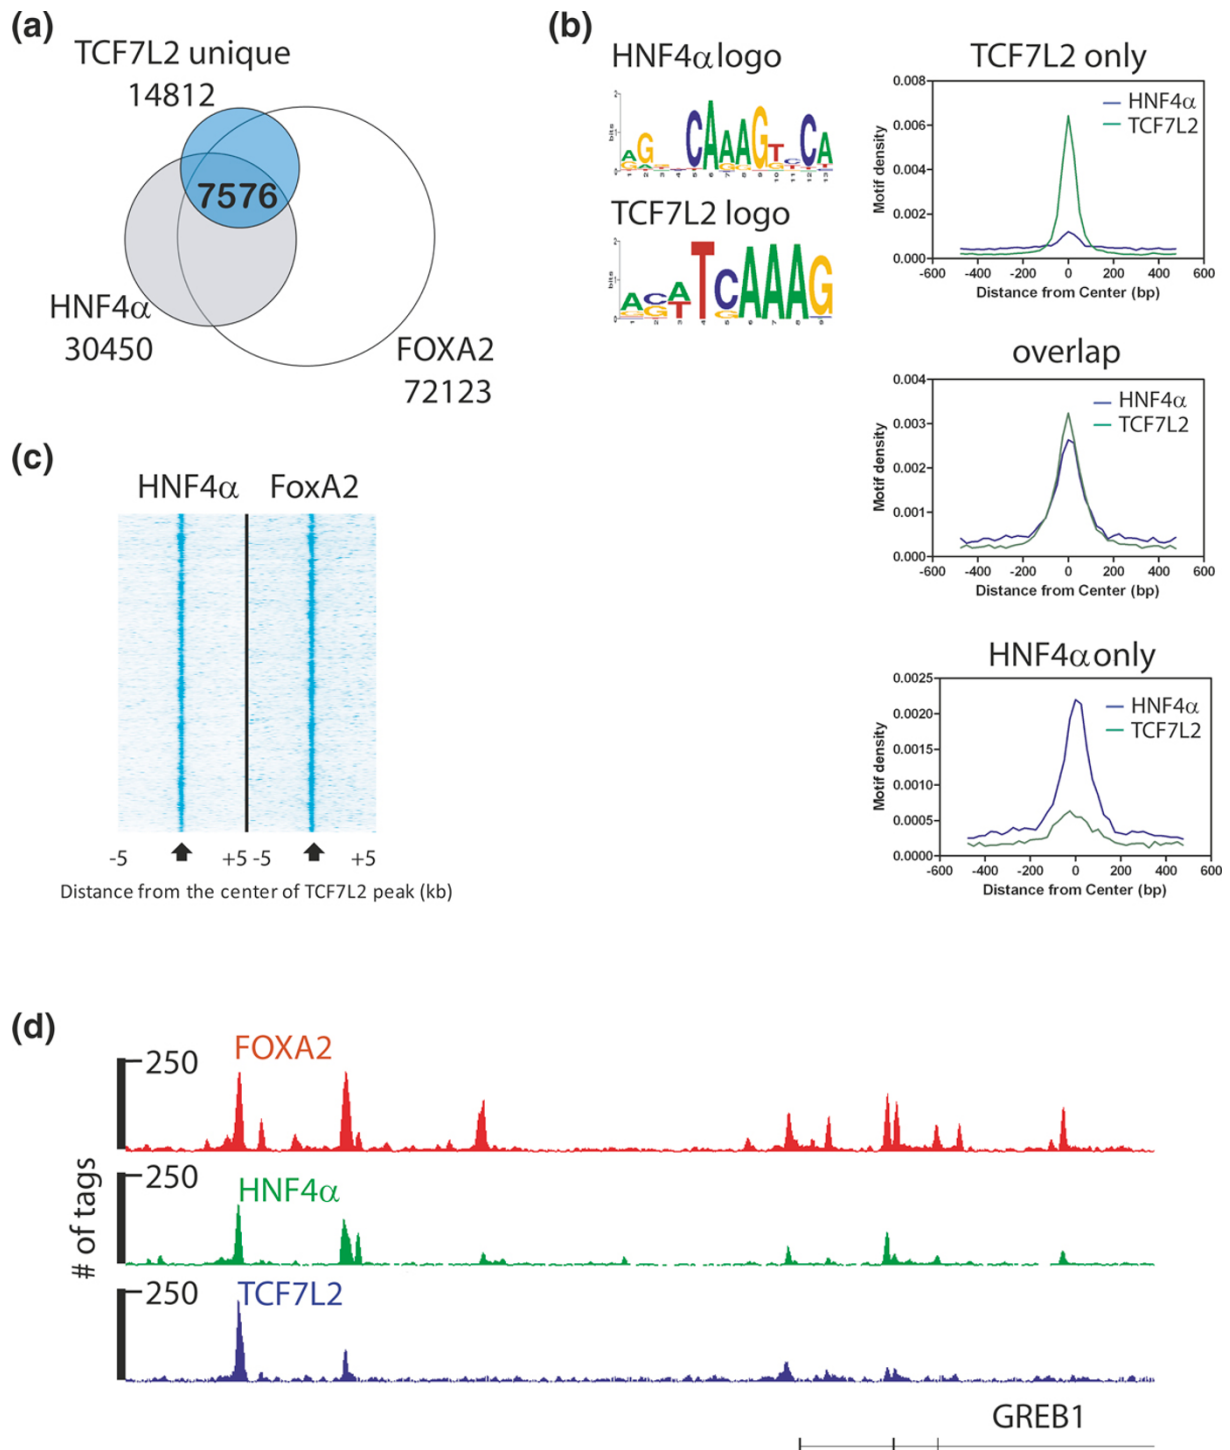 (a)
TCF7L2 unique
14812
7576
HNF4α
30450
FOXA2
72123
(b)
HNF4α logo
TCF7L2 logo
TCF7L2 only
HNF4α
TCF7L2
Motif density
0.008
0.006
0.004
0.002
0.000
-600 -400 -200 0 200 400 600
Distance from Center (bp)
overlap
HNF4α
TCF7L2
Motif density
0.004
0.003
0.002
0.001
0.000
-600 -400 -200 0 200 400 600
Distance from Center (bp)
HNF4α only
HNF4α
TCF7L2
Motif density
0.0025
0.0020
0.0015
0.0010
0.0005
0.0000
-600 -400 -200 0 200 400 600
Distance from Center (bp)
(c)
HNF4α FoxA2
-5 +5 -5 +5
Distance from the center of TCF7L2 peak (kb)
(d)
# of tags
250
FOXA2
250
HNF4α
250
TCF7L2
GREB1